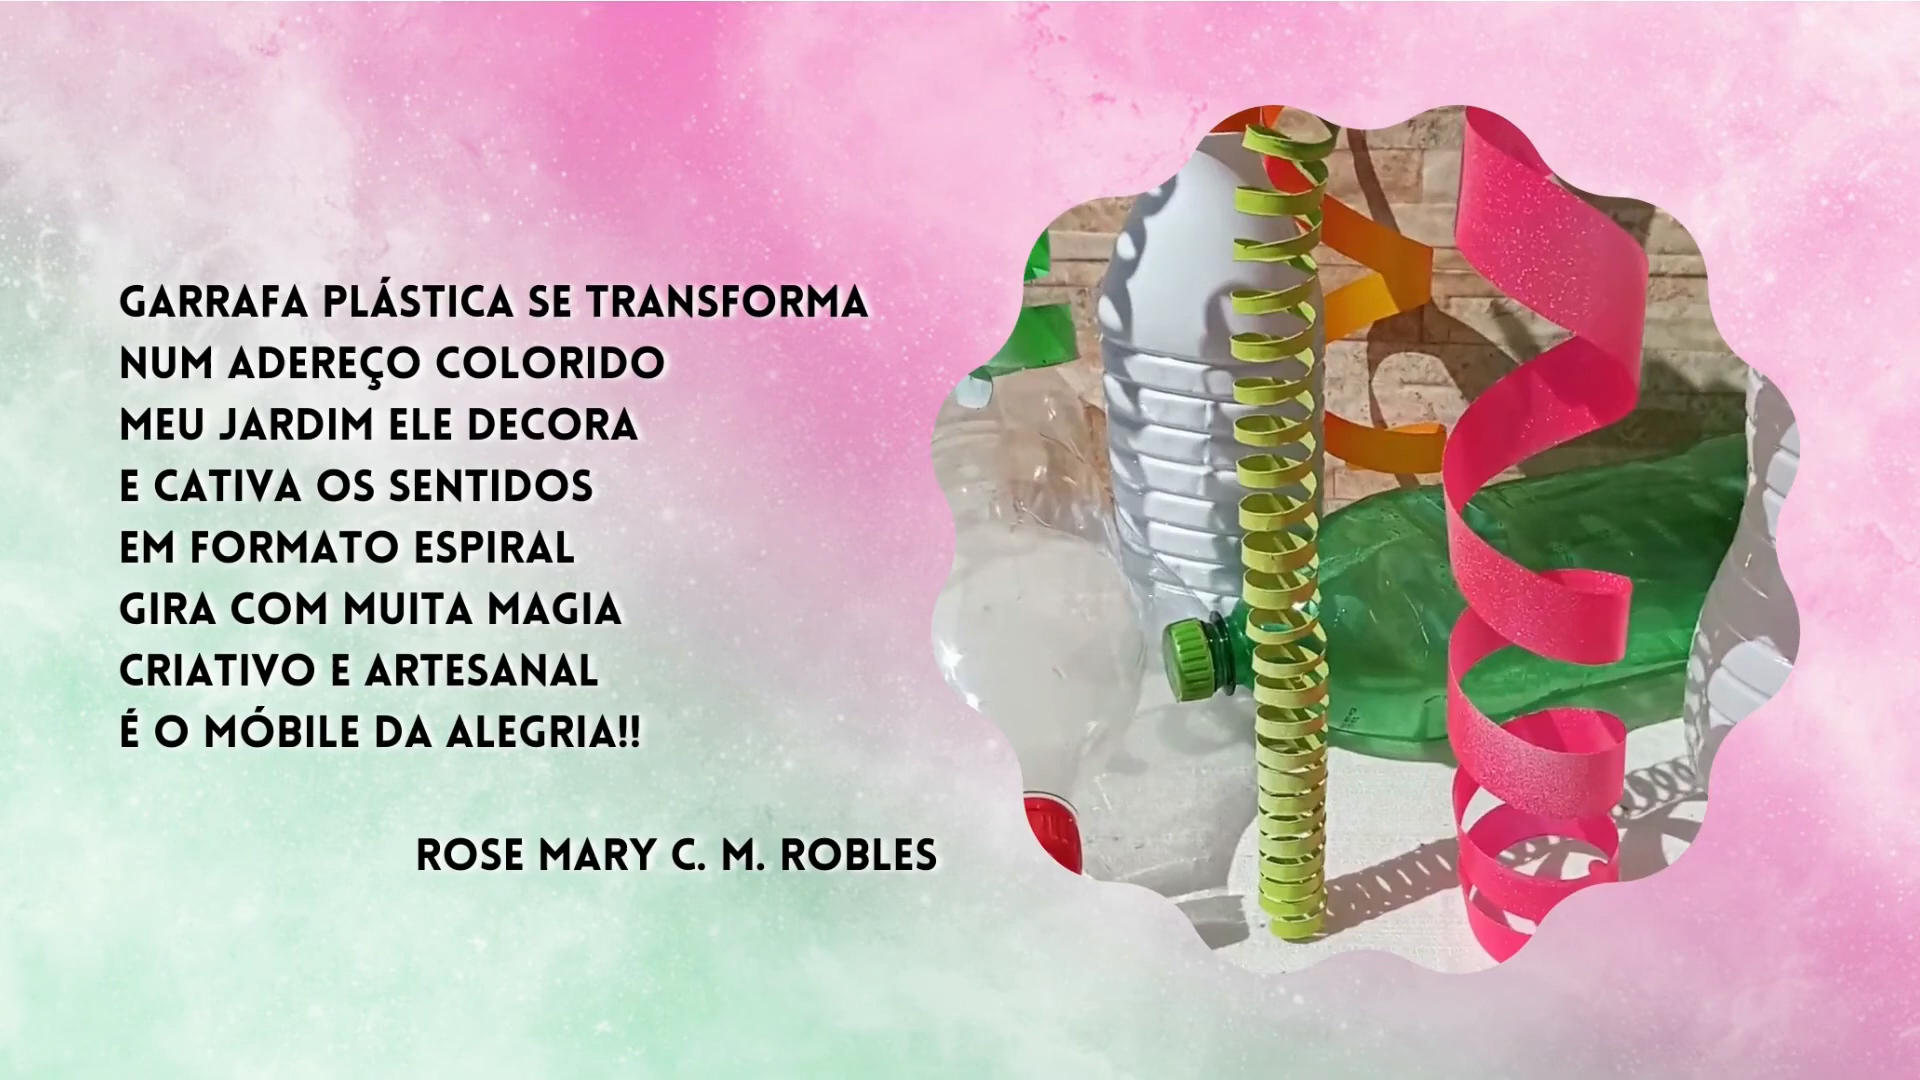 GARRAFA PLÁSTICA SE TRANSFORMA
NUM ADEREÇO COLORIDO
MEU JARDIM ELE DECORA
E CATIVA OS SENTIDOS
EM FORMATO ESPIRAL
GIRA COM MUITA MAGIA
CRIATIVO E ARTESANAL
É O MÓBILE DA ALEGRIA!!
ROSE MARY C. M. ROBLES